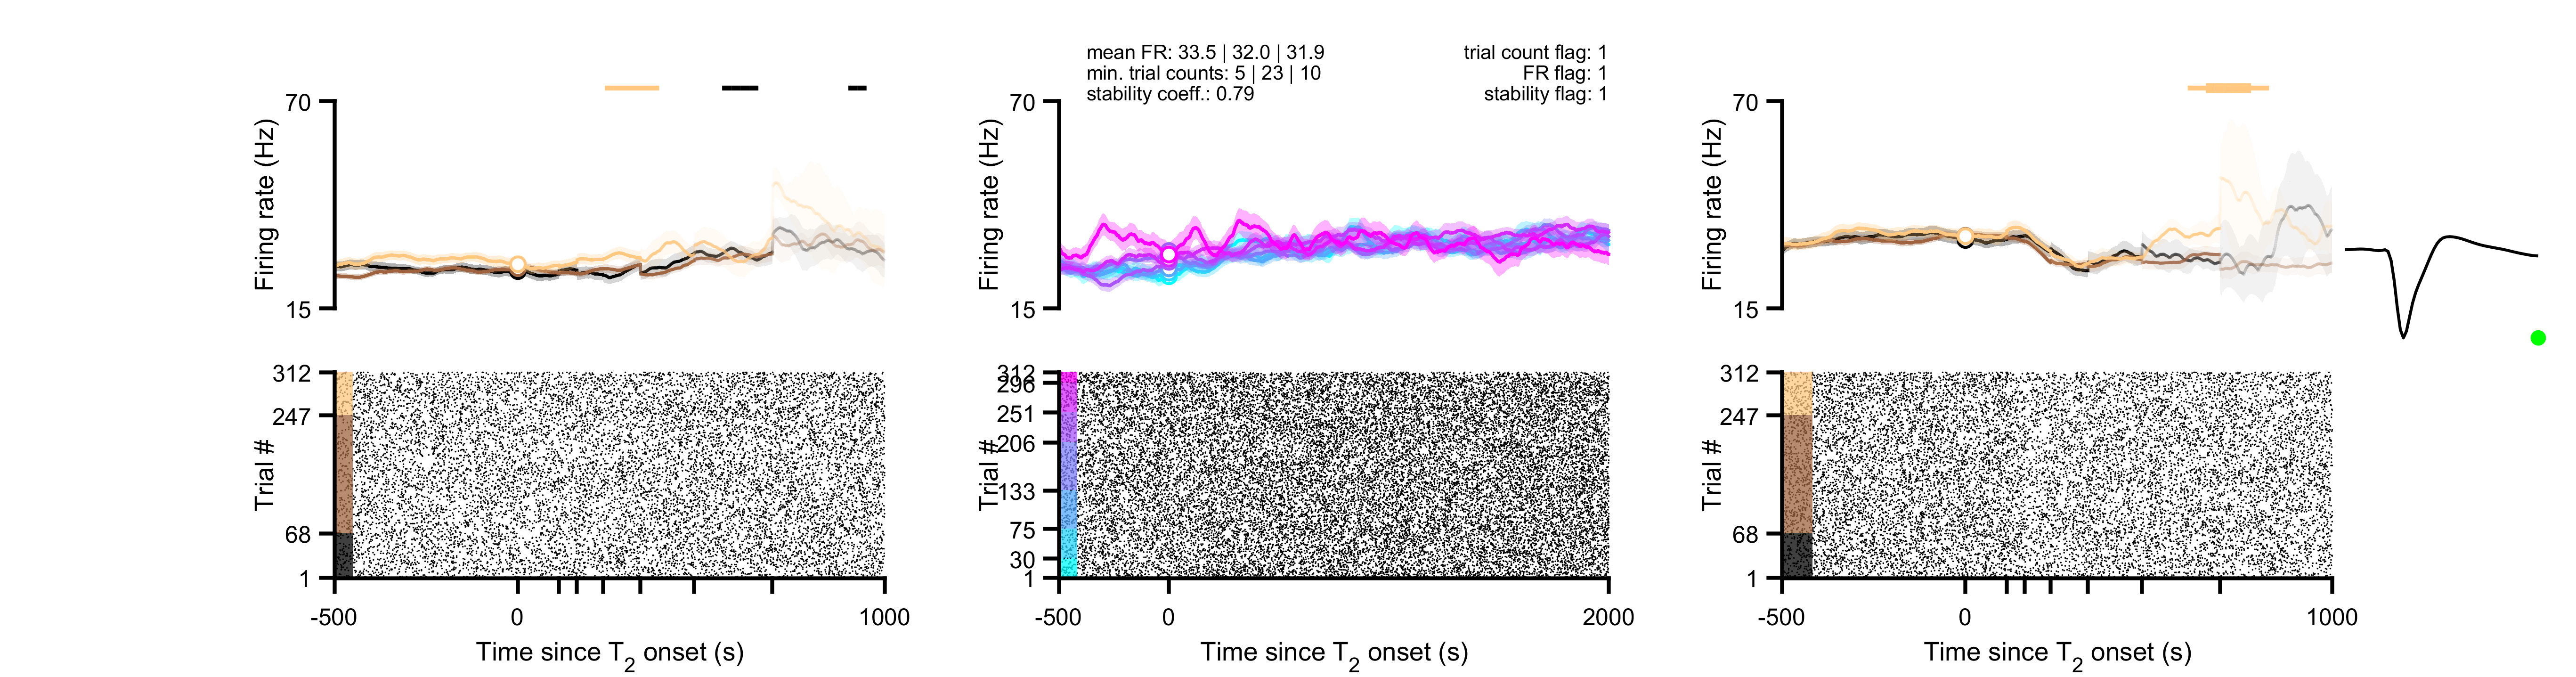 mean FR: 33.5 | 32.0 | 31.9
min. trial counts: 5 | 23 | 10
stability coeff.: 0.79
trial count flag: 1
FR flag: 1
stability flag: 1
70
Firing rate (Hz)
15
70
Firing rate (Hz)
15
70
Firing rate (Hz)
15
312
247
Trial #
68
1
-500
0
1000
Time since T2 onset (s)
312
296
251
206
Trial #
133
75
30
1
-500
0
2000
Time since T2 onset (s)
312
247
Trial #
68
1
-500
0
1000
Time since T2 onset (s)